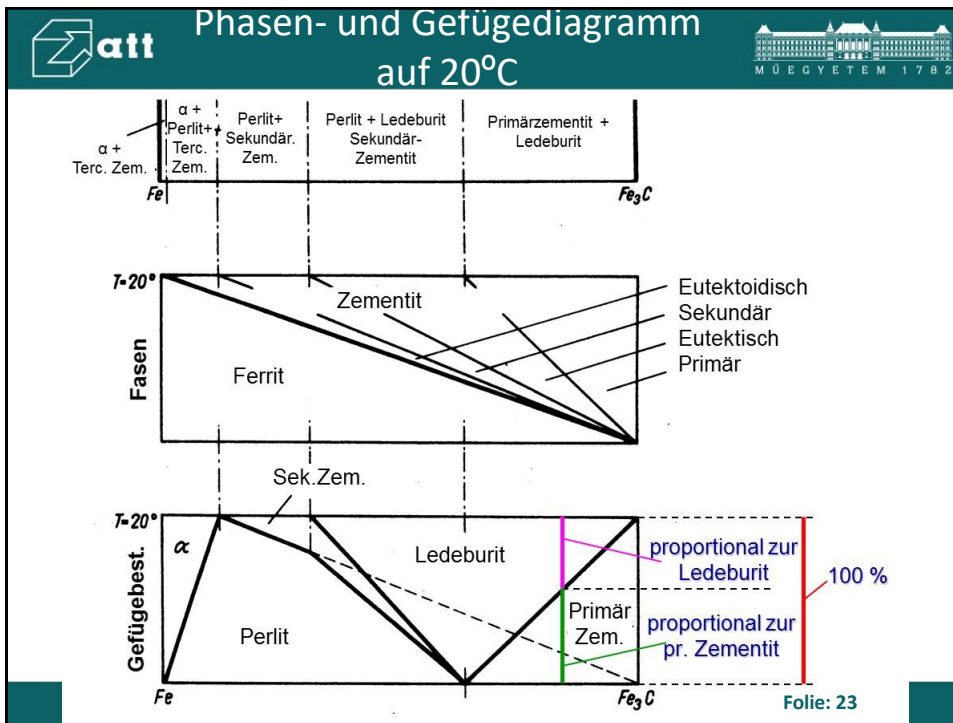 att
Phasen- und Gefügediagramm
auf 20ºC
MŰEGYETEM 1782
α +
Terc. Zem.
α +
Perlit++
Terc.
Zem.
Perlit+
Sekundär.
Zem.
Perlit + Ledeburit
Sekundär-
Zementit
Primärzementit +
Ledeburit
Fe
Fe₃C
T=20°
Fasen
Zementit
Ferrit
Eutektoidisch
Sekundär
Eutektisch
Primär
Sek.Zem.
T=20°
Gefügebest.
α
Perlit
Ledeburit
Primär
Zem.
proportional zur
Ledeburit
proportional zur
pr. Zementit
100 %
Fe
Fe₃C
Folie: 23